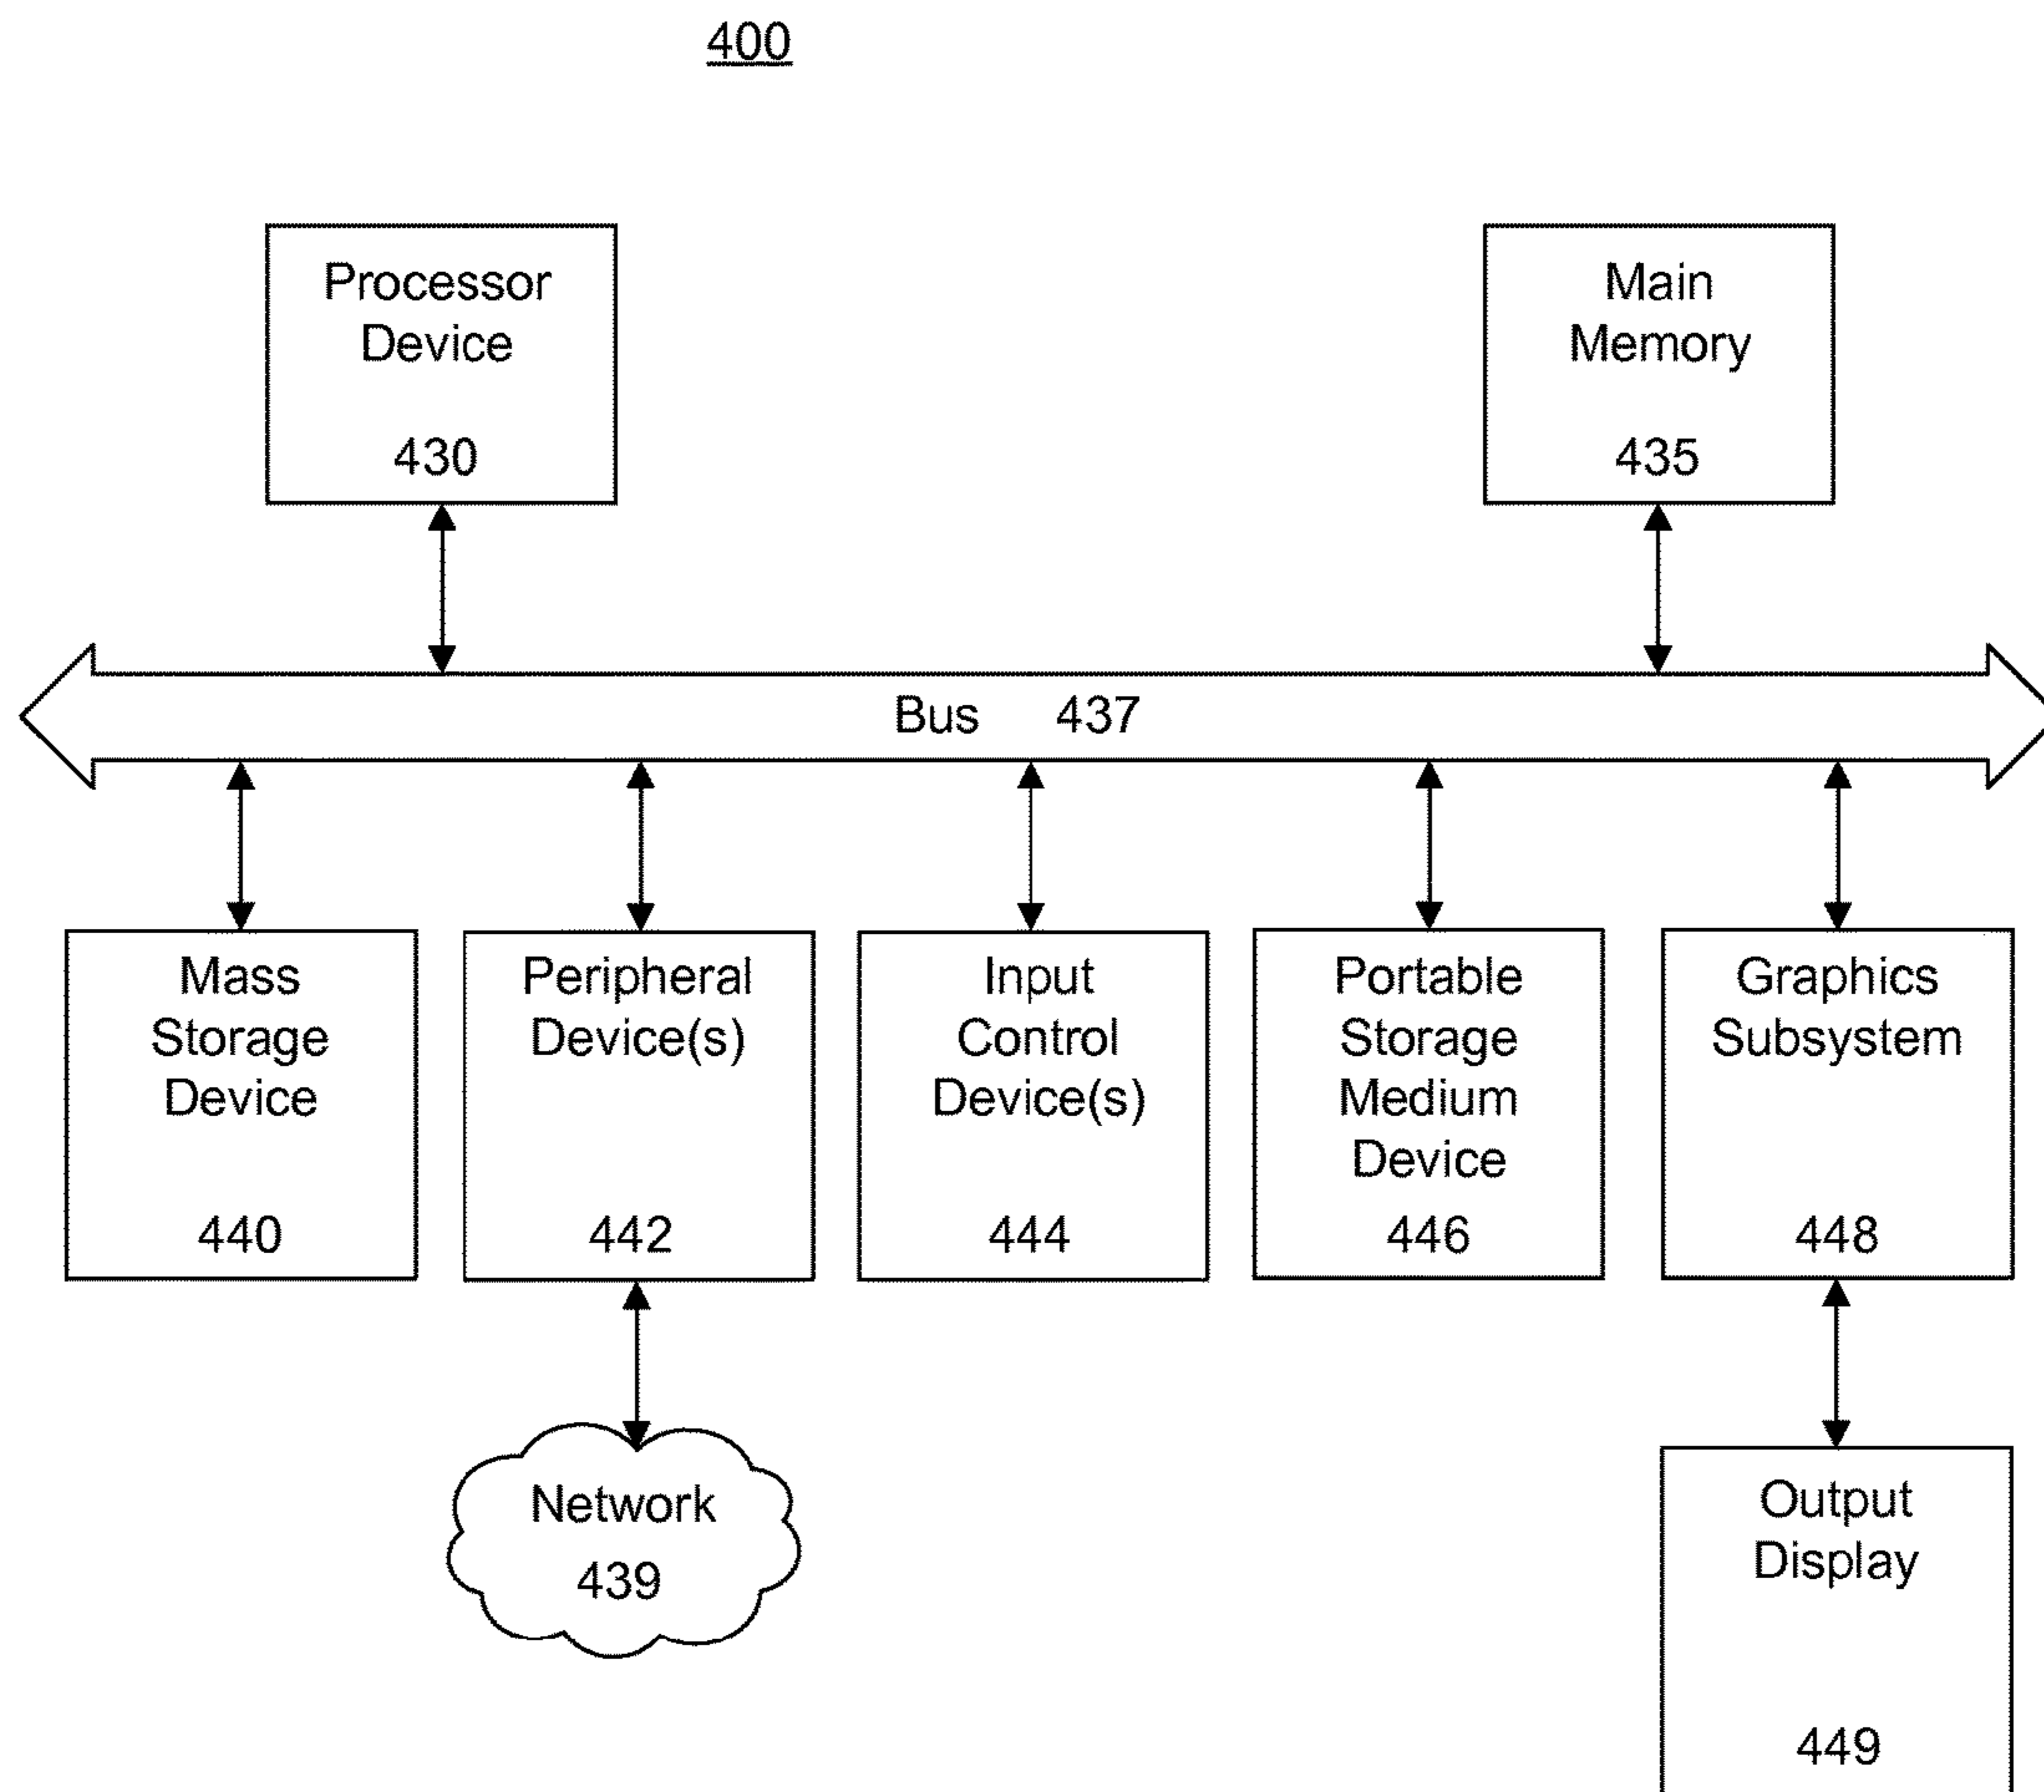 400
Processor
Device
430
Main
Memory
435
Bus 437
Mass
Storage
Device
440
Peripheral
Device(s)
442
Input
Control
Device(s)
444
Portable
Storage
Medium
Device
446
Graphics
Subsystem
448
Network
439
Output
Display
449